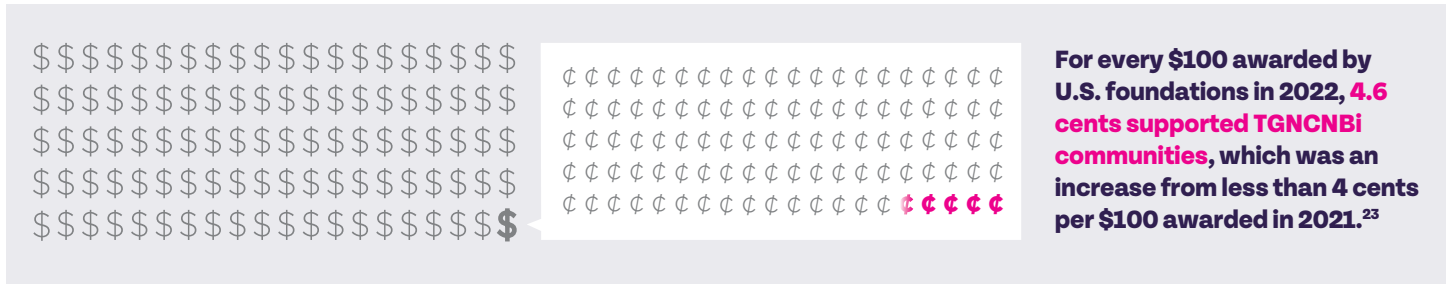 $ $ $ $ $ $ $ $ $ $ $ $ $ $ $ $ $ $ $ $
$ $ $ $ $ $ $ $ $ $ $ $ $ $ $ $ $ $ $ $
$ $ $ $ $ $ $ $ $ $ $ $ $ $ $ $ $ $ $ $
$ $ $ $ $ $ $ $ $ $ $ $ $ $ $ $ $ $ $ $
$ $ $ $ $ $ $ $ $ $ $ $ $ $ $ $ $ $ $ $
¢ ¢ ¢ ¢ ¢ ¢ ¢ ¢ ¢ ¢ ¢ ¢ ¢ ¢ ¢ ¢ ¢ ¢ ¢ ¢
¢ ¢ ¢ ¢ ¢ ¢ ¢ ¢ ¢ ¢ ¢ ¢ ¢ ¢ ¢ ¢ ¢ ¢ ¢ ¢
¢ ¢ ¢ ¢ ¢ ¢ ¢ ¢ ¢ ¢ ¢ ¢ ¢ ¢ ¢ ¢ ¢ ¢ ¢ ¢
¢ ¢ ¢ ¢ ¢ ¢ ¢ ¢ ¢ ¢ ¢ ¢ ¢ ¢ ¢ ¢ ¢ ¢ ¢ ¢
¢ ¢ ¢ ¢ ¢ ¢ ¢ ¢ ¢ ¢ ¢ ¢ ¢ ¢ ¢ ¢ ¢ ¢ ¢ ¢
For every $100 awarded by
U.S. foundations in 2022, 4.6
cents supported TGNCNBi
communities, which was an
increase from less than 4 cents
per $100 awarded in 2021.²³